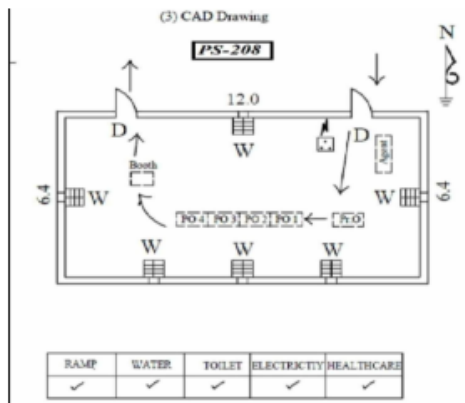 (3) CAD Drawing
PS-208
N
12.0
D
W
D
Agent
Booth
6.4
W
W
6.4
PO 4 PO 3 PO 2 PO 1 Pr.O
W W W
RAMP WATER TOILET ELECTRICTIY HEALTHCARE
✓ ✓ ✓ ✓ ✓